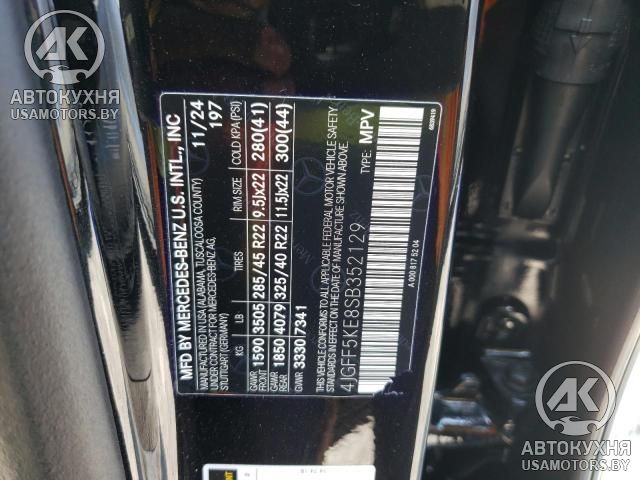 АВТОКУХНЯ
USAMOTORS.BY
MFD BY MERCEDES-BENZ U.S. INTL., INC 11/24
MANUFACTURED IN USA (ALABAMA, TUSCALOOSA COUNTY) 197
UNDER CONTRACT FOR MERCEDES-BENZ AG,
STUTTGART (GERMANY)
KG LB TIRES RIM SIZE COLD KPA (PSI)
GAWR FRONT 1590 3505 285/45 R22 9.5Jx22 280(41)
GAWR REAR 1850 4079 325/40 R22 11.5Jx22 300(44)
GVWR 3330 7341
CONFORMS TO ALL APPLICABLE FEDERAL MOTOR VEHICLE SAFETY
STANDARDS IN EFFECT ON THE DATE OF MANUFACTURE SHOWN ABOVE.
4JGFF5KE8SB352129 TYPE: MPV
A 000 817 52 04
АВТОКУХНЯ
USAMOTORS.BY